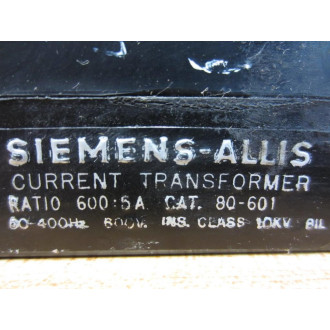 SIEMENS-ALLIS
CURRENT TRANSFORMER
RATIO 600:5A CAT. 80-601
60-400Hz 600V. INS. CLASS 10KV BIL